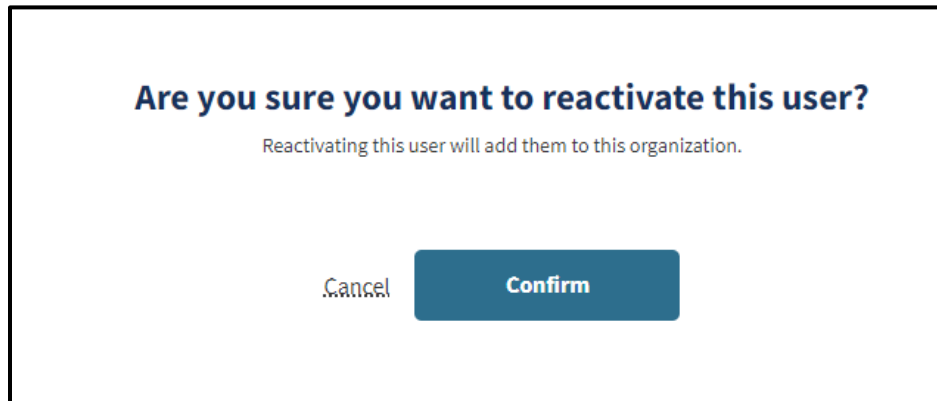 Are you sure you want to reactivate this user?
Reactivating this user will add them to this organization.
Cancel Confirm